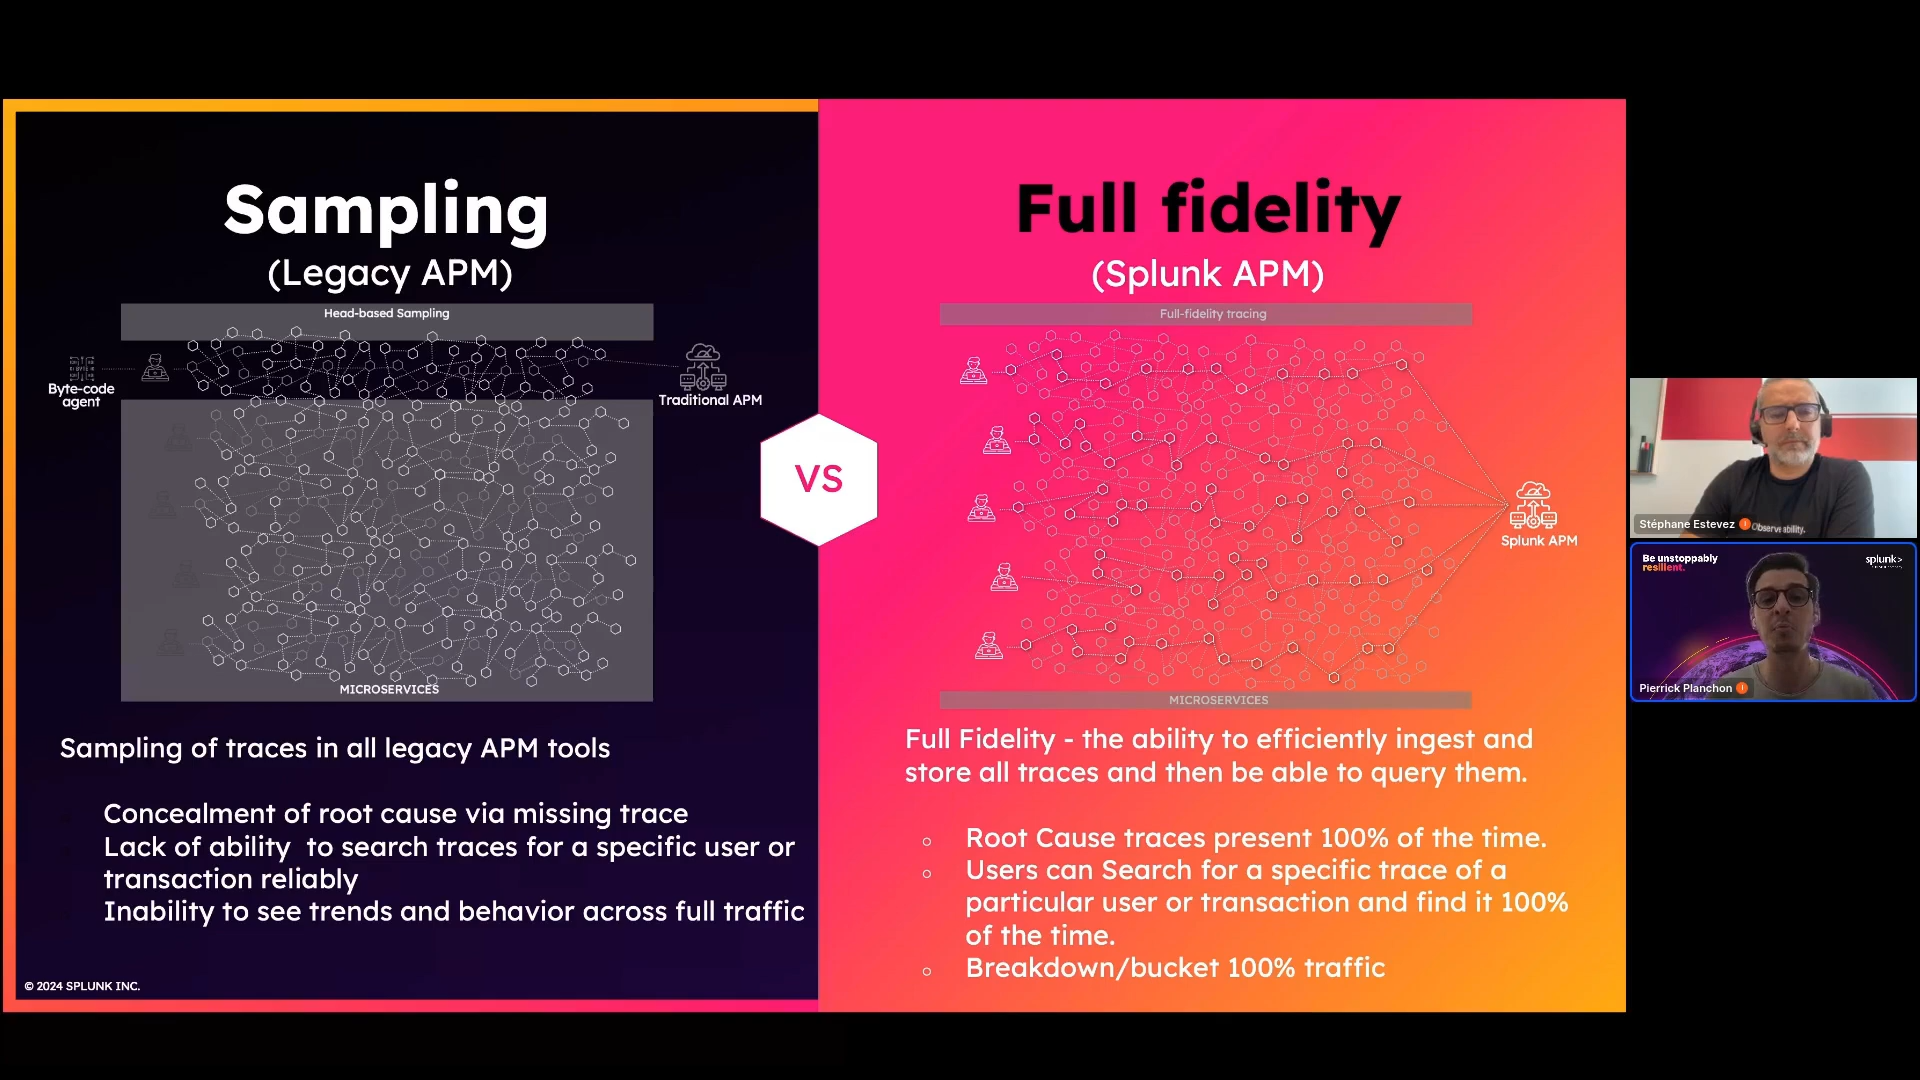 Sampling
(Legacy APM)
Head-based Sampling
Byte-code
agent
Traditional APM
MICROSERVICES
Sampling of traces in all legacy APM tools
Concealment of root cause via missing trace
Lack of ability to search traces for a specific user or
transaction reliably
Inability to see trends and behavior across full traffic
© 2024 SPLUNK INC.
VS
Full fidelity
(Splunk APM)
Full-fidelity tracing
Splunk APM
MICROSERVICES
Full Fidelity - the ability to efficiently ingest and
store all traces and then be able to query them.
Root Cause traces present 100% of the time.
Users can Search for a specific trace of a
particular user or transaction and find it 100%
of the time.
Breakdown/bucket 100% traffic
Stéphane Estevez
Be unstoppably
resilient.
splunk>
Pierrick Planchon